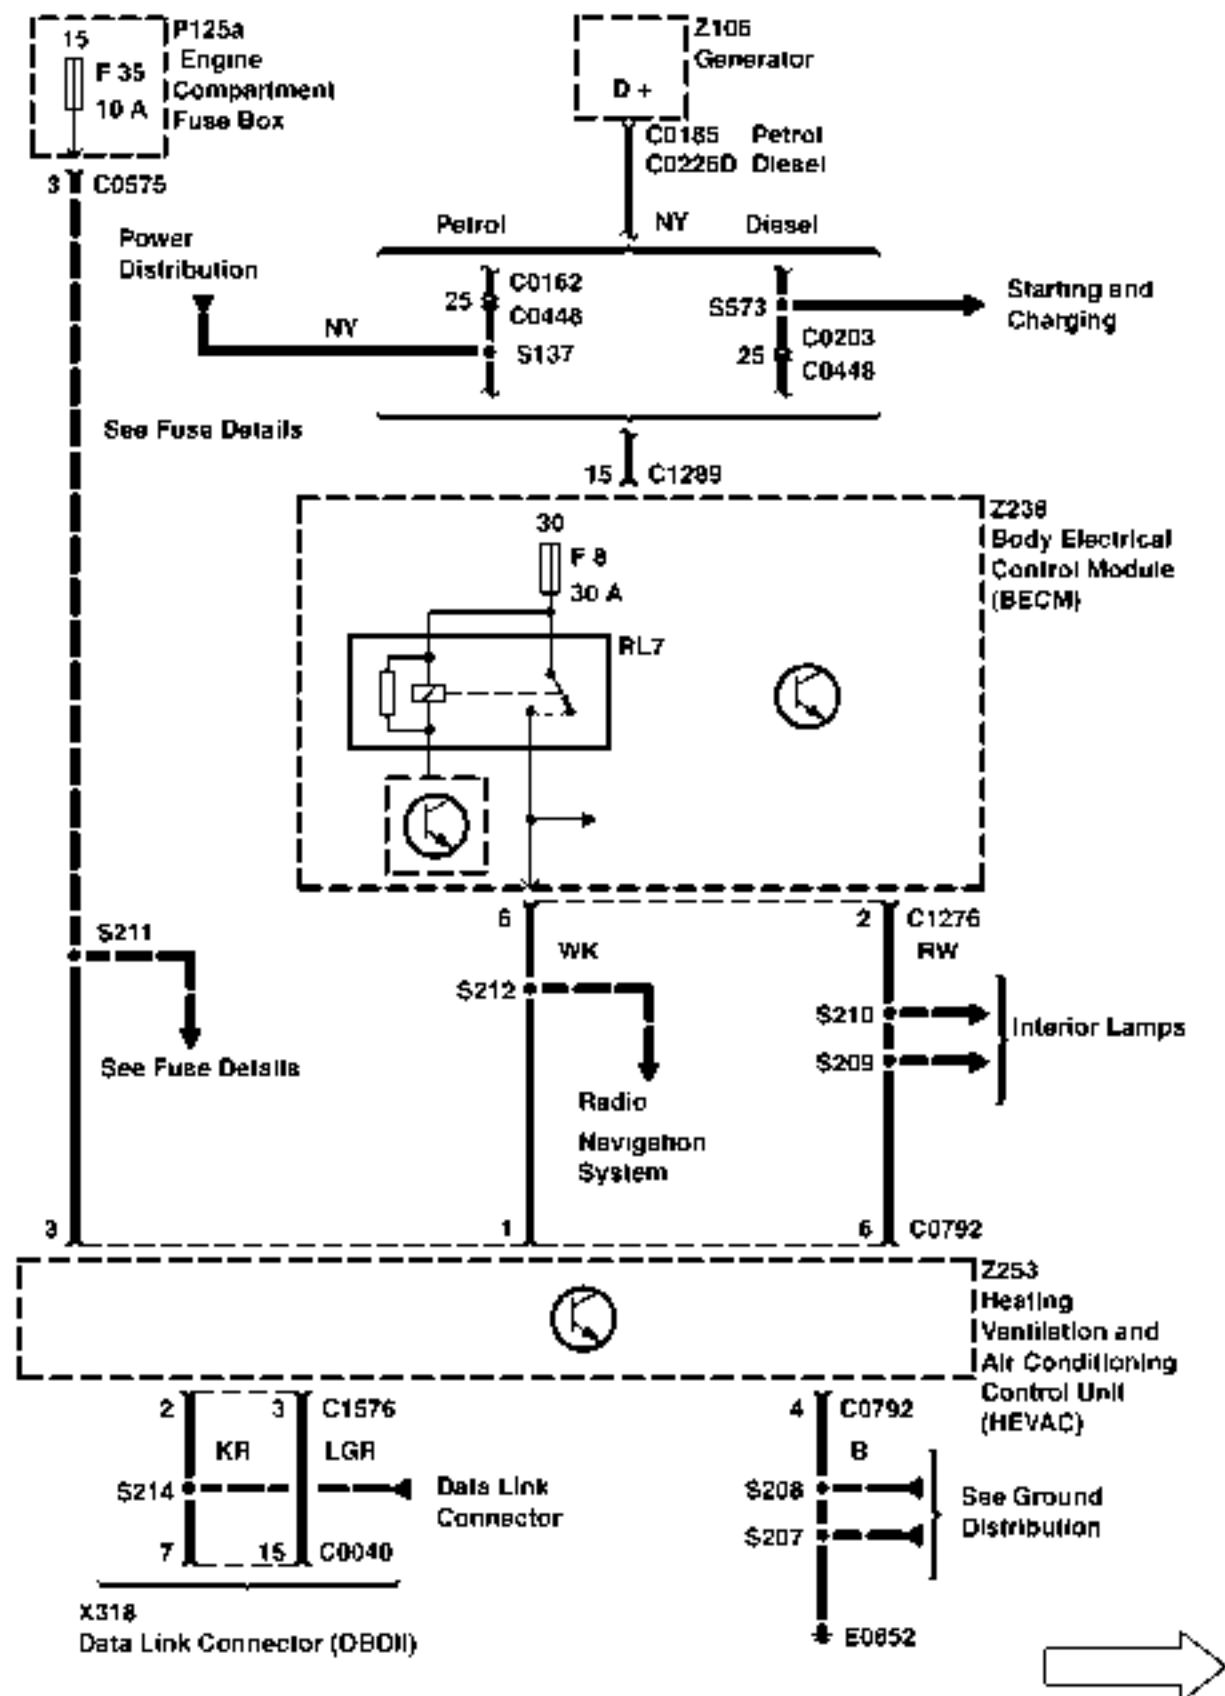 15
F 35
10 A
P125a
Engine
Compartment
Fuse Box
3 C0575
Z106
Generator
D +
C0185 Petrol
C0226D Diesel
Petrol NY Diesel
Power
Distribution
NY
25 C0162
C0448
S137
S573
25 C0203
C0448
Starting and
Charging
See Fuse Details
15 C1289
Z238
Body Electrical
Control Module
(BECM)
30
F 8
30 A
RL7
6 2 C1276
WK RW
S211
See Fuse Details
S212
Radio
Navigation
System
S210
S209
Interior Lamps
3 1 6 C0792
Z253
Heating
Ventilation and
Air Conditioning
Control Unit
(HEVAC)
2 3 C1576
KR LGR
S214
Data Link
Connector
7 15 C0040
X318
Data Link Connector (OBDII)
4 C0792
B
S208
S207
See Ground
Distribution
E0652